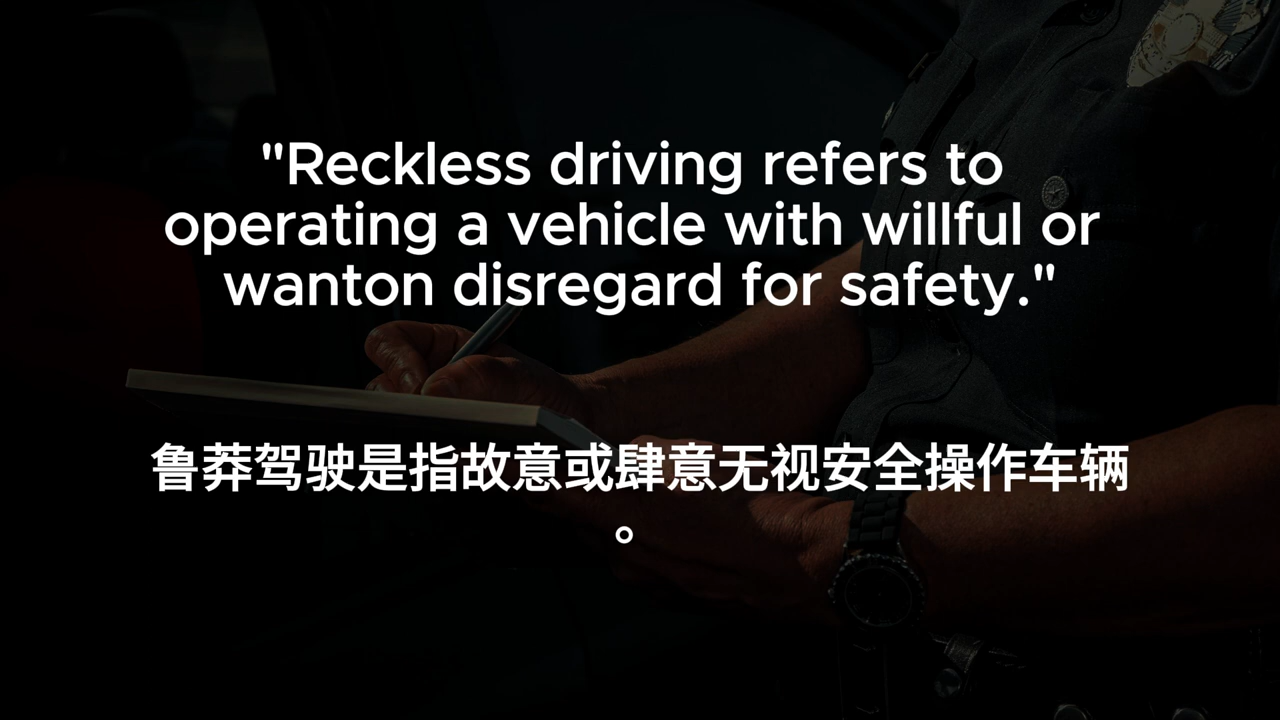 "Reckless driving refers to
operating a vehicle with willful or
wanton disregard for safety."
鲁莽驾驶是指故意或肆意无视安全操作车辆
。